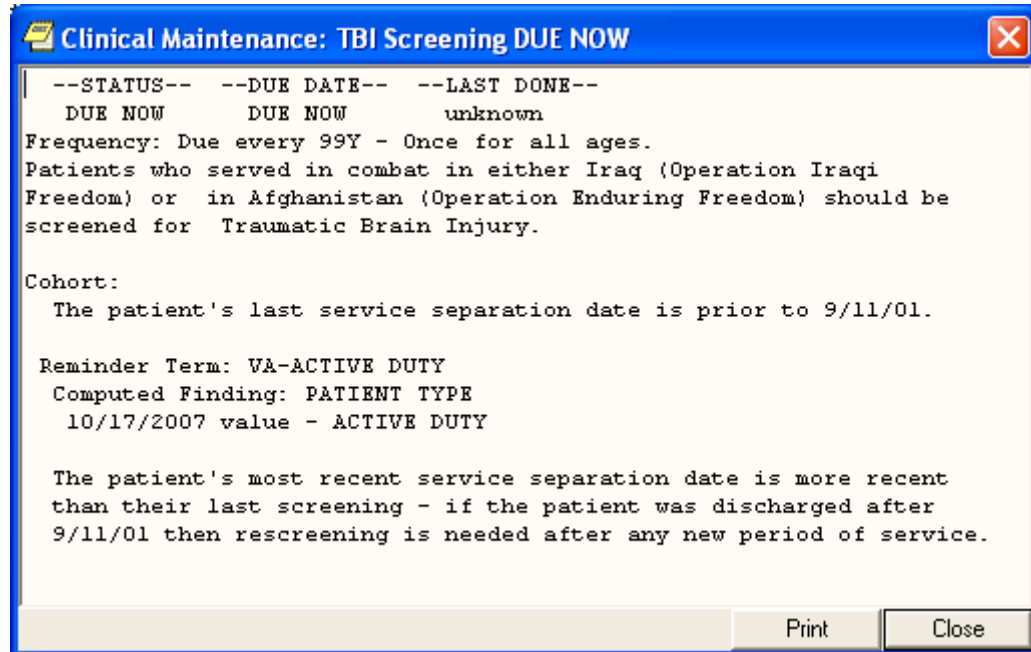 Clinical Maintenance: TBI Screening DUE NOW
--STATUS-- --DUE DATE-- --LAST DONE--
DUE NOW DUE NOW unknown
Frequency: Due every 99Y - Once for all ages.
Patients who served in combat in either Iraq (Operation Iraqi
Freedom) or in Afghanistan (Operation Enduring Freedom) should be
screened for Traumatic Brain Injury.
Cohort:
The patient's last service separation date is prior to 9/11/01.
Reminder Term: VA-ACTIVE DUTY
Computed Finding: PATIENT TYPE
10/17/2007 value - ACTIVE DUTY
The patient's most recent service separation date is more recent
than their last screening - if the patient was discharged after
9/11/01 then rescreening is needed after any new period of service.
Print Close